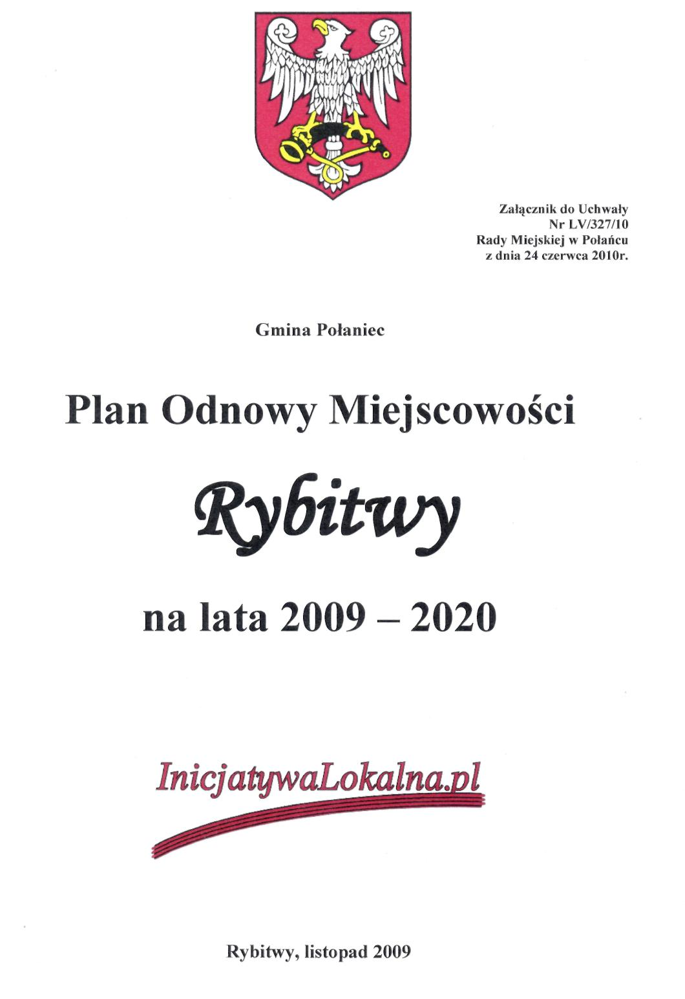 Załącznik do Uchwały
Nr LV/327/10
Rady Miejskiej w Połańcu
z dnia 24 czerwca 2010r.
Gmina Połaniec
Plan Odnowy Miejscowości
Rybitwy
na lata 2009 – 2020
InicjatywaLokalna.pl
Rybitwy, listopad 2009